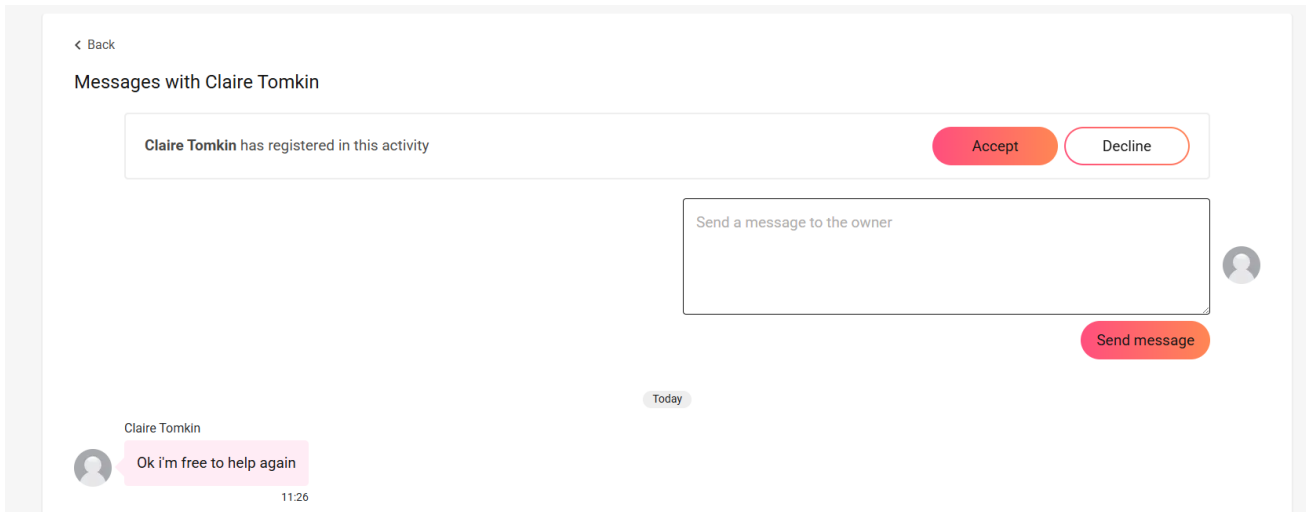 Back
Messages with Claire Tomkin
Claire Tomkin has registered in this activity
Accept
Decline
Send a message to the owner
Send message
Today
Claire Tomkin
Ok i'm free to help again
11:26